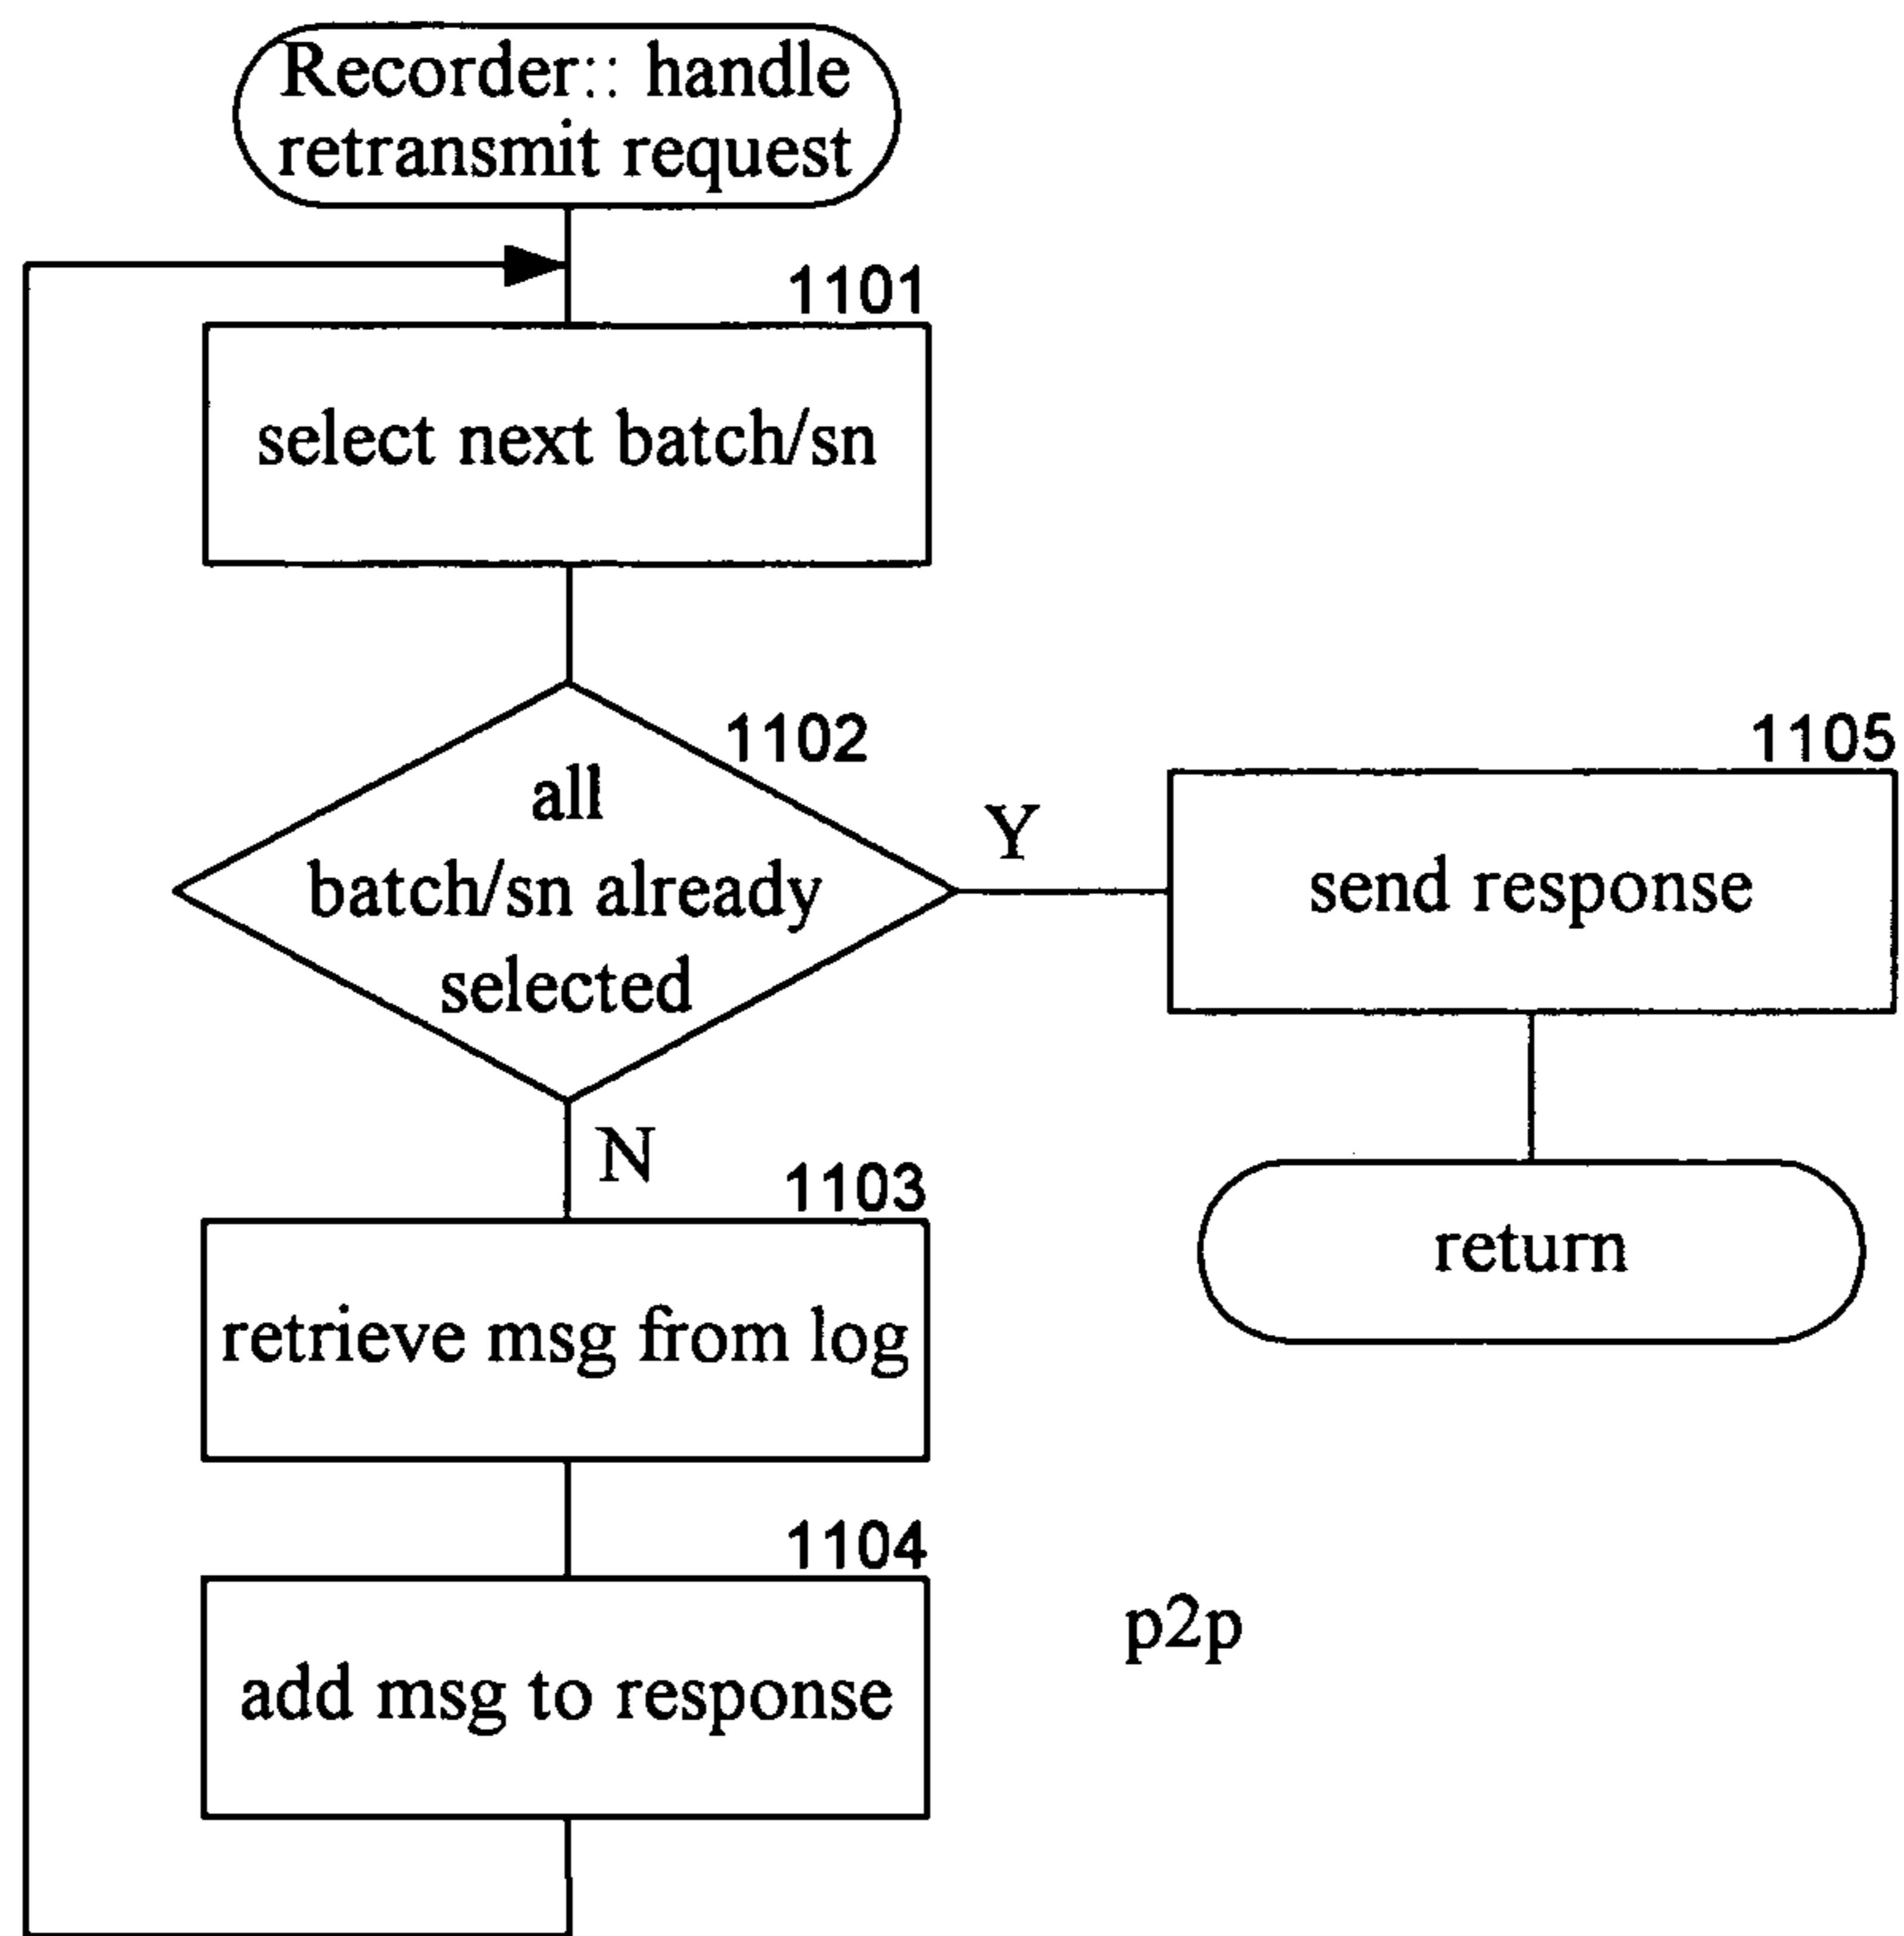 Recorder:: handle
retransmit request
1101
select next batch/sn
1102
all
batch/sn already
selected
Y
1105
send response
N
return
1103
retrieve msg from log
1104
add msg to response
p2p